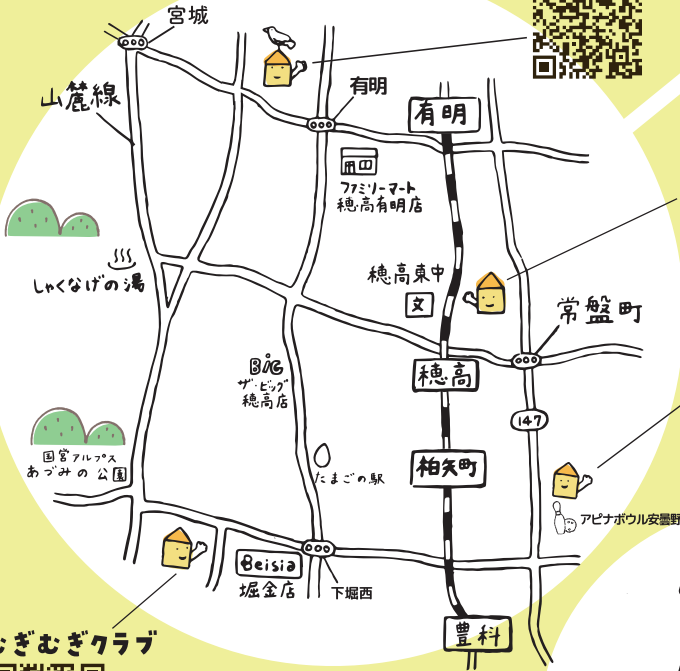 宮城
有明
山麓線
有明
ファミリーマート
穂高有明店
穂高東中
文
しゃくなげの湯
常盤町
BiG
ザ・ビッグ
穂高店
穂高
147
国営アルプス
あづみの公園
たまごの駅
柏矢町
アピナボウル安曇野
Beisia
堀金店
下堀西
豊科
むぎむぎクラブ